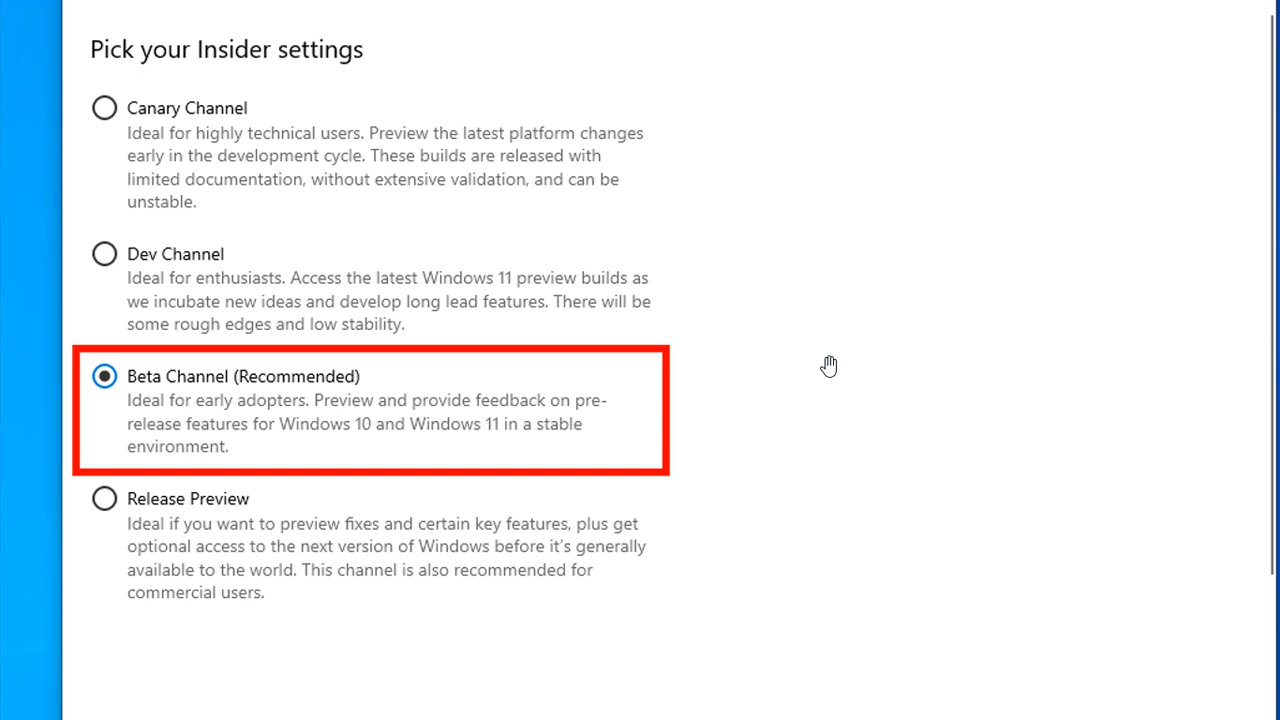 Pick your Insider settings
Canary Channel
Ideal for highly technical users. Preview the latest platform changes
early in the development cycle. These builds are released with
limited documentation, without extensive validation, and can be
unstable.
Dev Channel
Ideal for enthusiasts. Access the latest Windows 11 preview builds as
we incubate new ideas and develop long lead features. There will be
some rough edges and low stability.
Beta Channel (Recommended)
Ideal for early adopters. Preview and provide feedback on pre-
release features for Windows 10 and Windows 11 in a stable
environment.
Release Preview
Ideal if you want to preview fixes and certain key features, plus get
optional access to the next version of Windows before it’s generally
available to the world. This channel is also recommended for
commercial users.